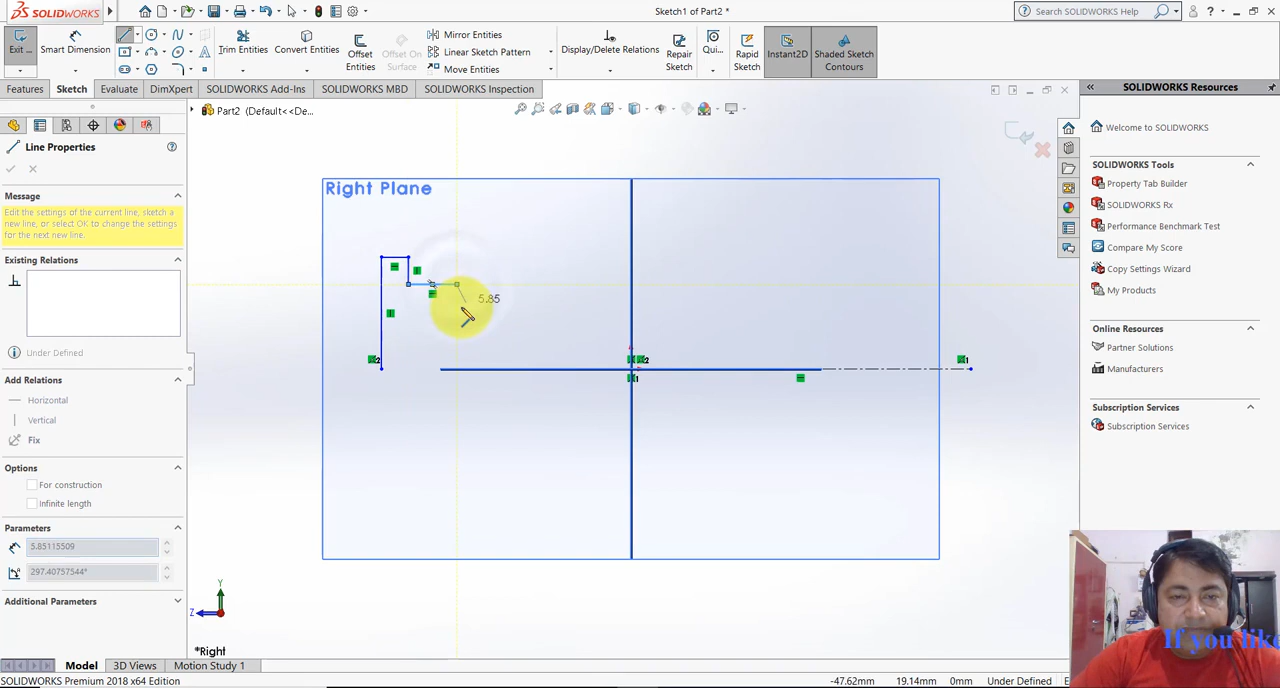 SOLIDWORKS
Sketch1 of Part2 *
Search SOLIDWORKS Help
Exit ...
Smart Dimension
Trim Entities
Convert Entities
Offset Entities
Offset On Surface
Mirror Entities
Linear Sketch Pattern
Move Entities
Display/Delete Relations
Repair Sketch
Qui...
Rapid Sketch
Instant2D
Shaded Sketch Contours
Features
Sketch
Evaluate
DimXpert
SOLIDWORKS Add-Ins
SOLIDWORKS MBD
SOLIDWORKS Inspection
Part2 (Default<<De...
Line Properties
Message
Edit the settings of the current line, sketch a
new line, or select OK to change the settings
for the next new line.
Existing Relations
Under Defined
Add Relations
Horizontal
Vertical
Fix
Options
For construction
Infinite length
Parameters
5.85115509
297.40757544°
Additional Parameters
Right Plane
5.85
2
2
1
1
Y
Z
*Right
SOLIDWORKS Resources
Welcome to SOLIDWORKS
SOLIDWORKS Tools
Property Tab Builder
SOLIDWORKS Rx
Performance Benchmark Test
Compare My Score
Copy Settings Wizard
My Products
Online Resources
Partner Solutions
Manufacturers
Subscription Services
Subscription Services
If you like
Model
3D Views
Motion Study 1
SOLIDWORKS Premium 2018 x64 Edition
-47.62mm
19.14mm
0mm
Under Defined